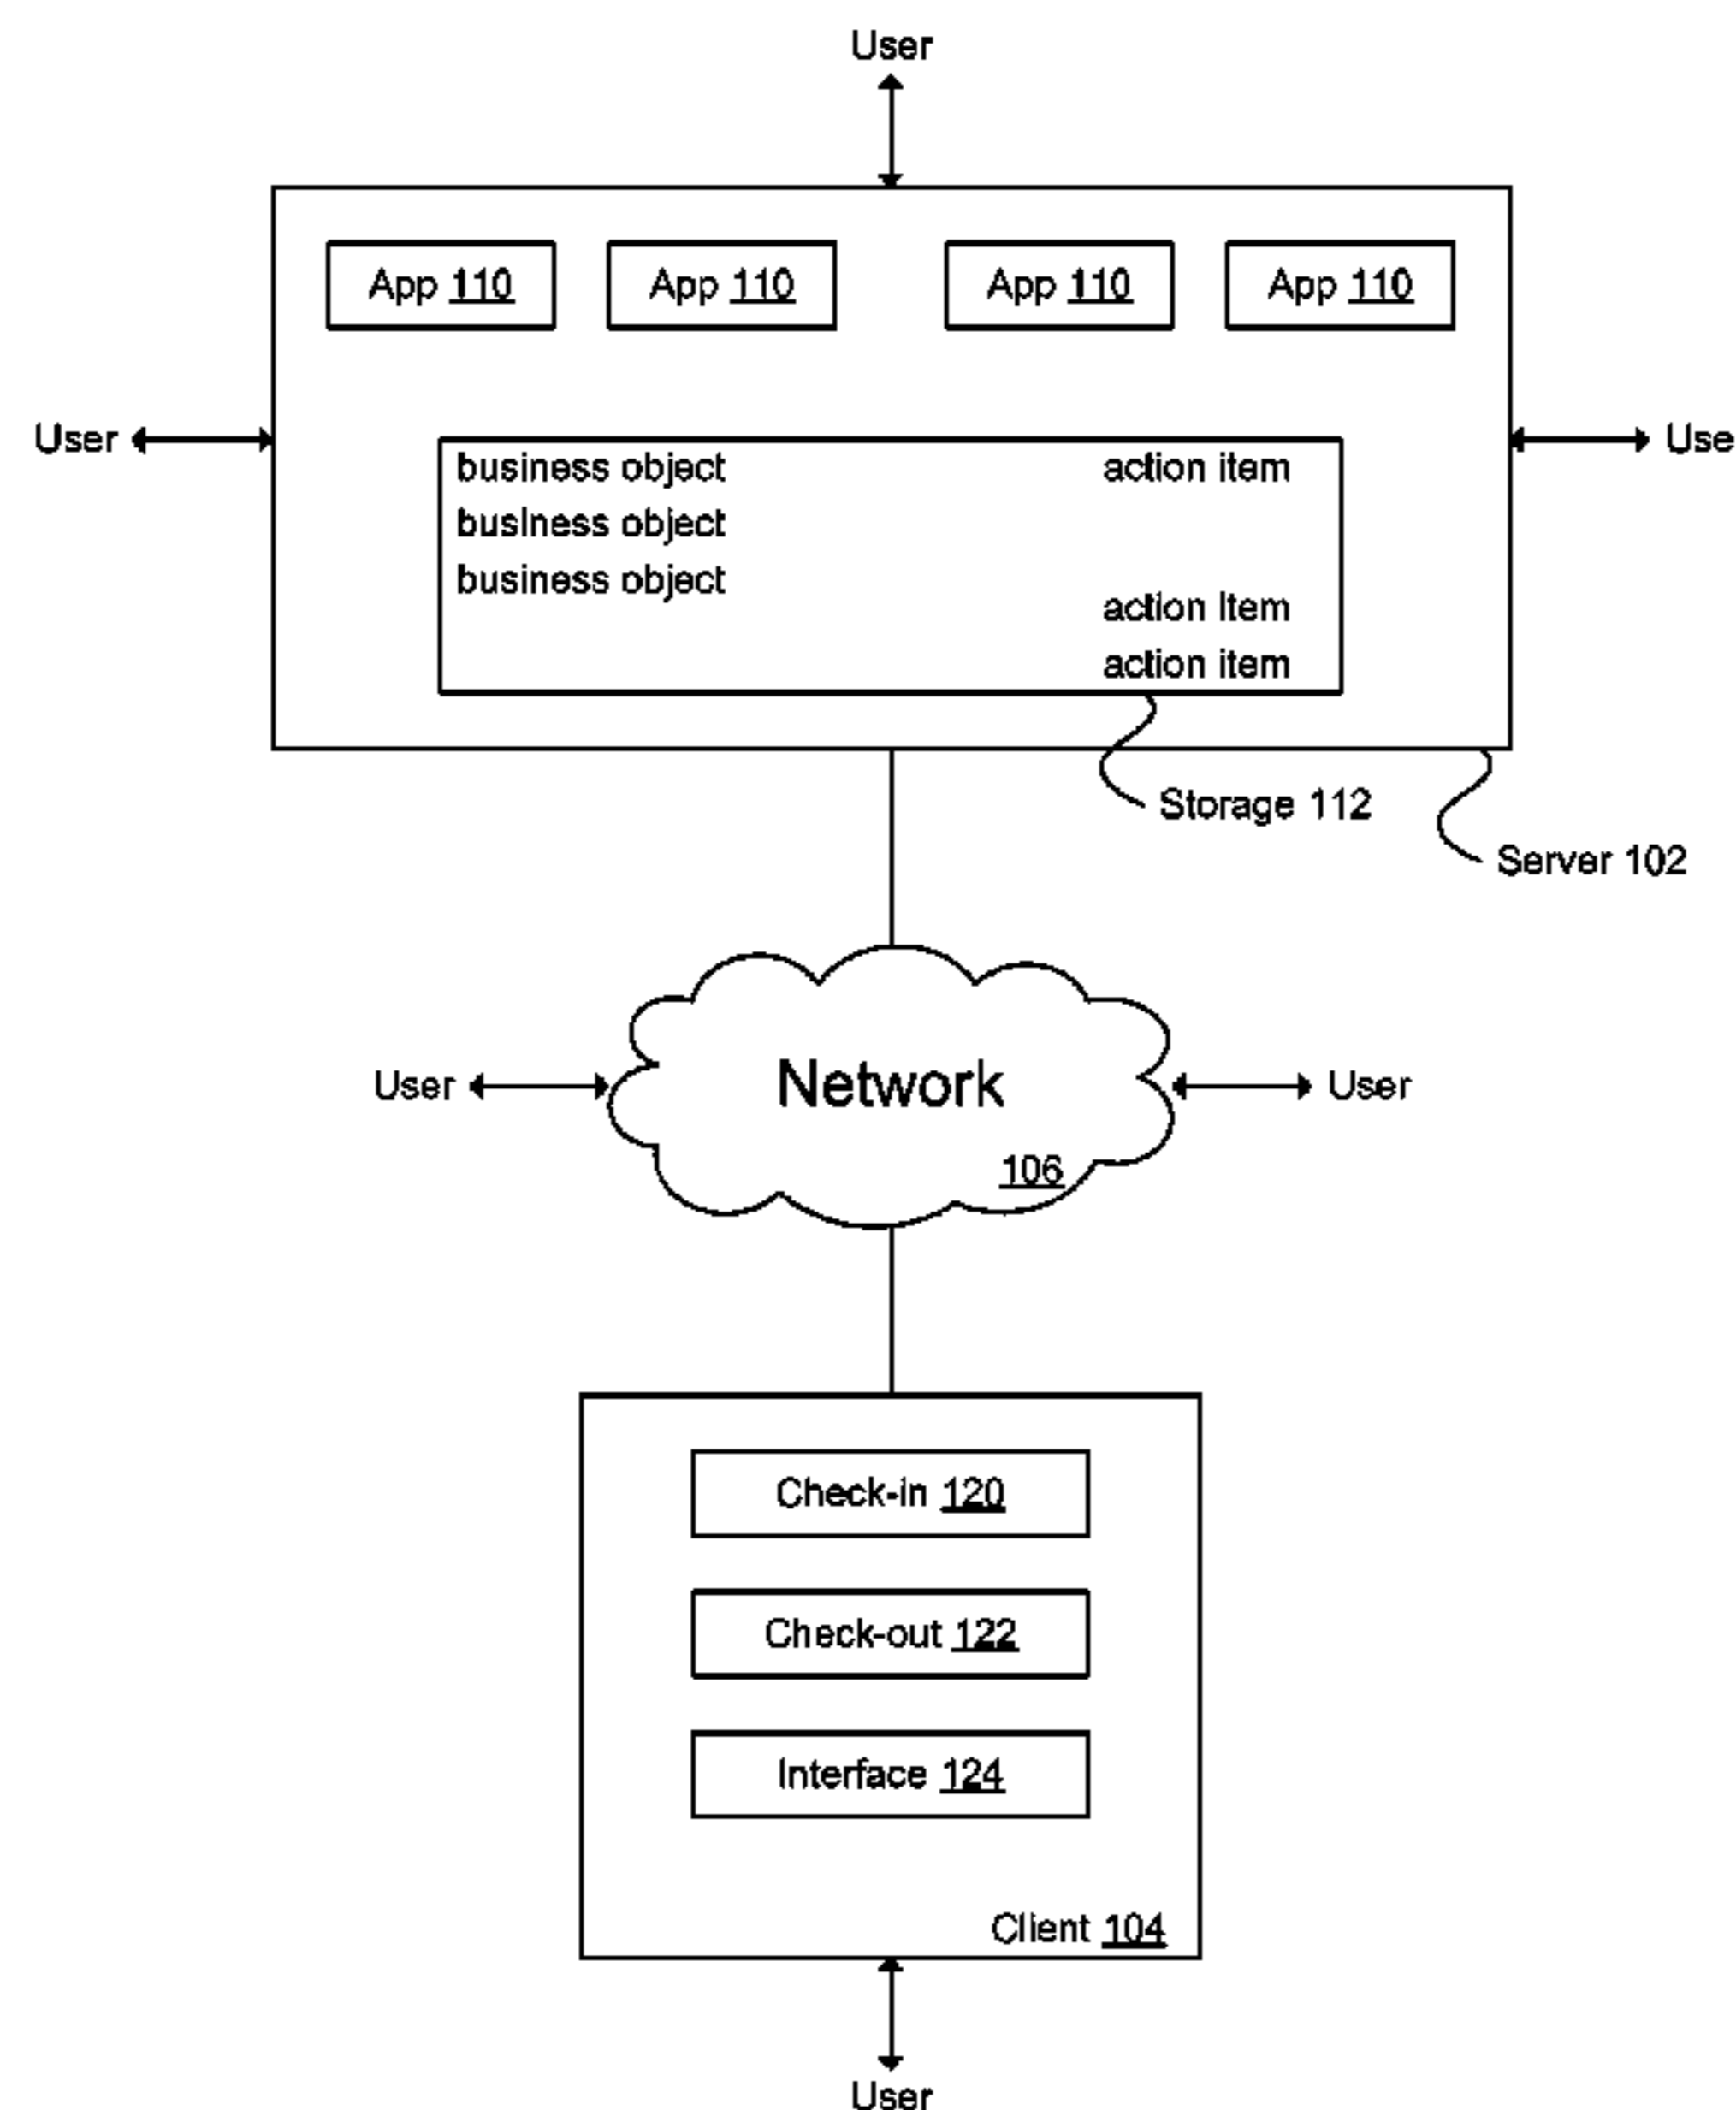 User
App 110 App 110 App 110 App 110
User
Use
business object action item
business object
business object
action item
action item
Storage 112
Server 102
User Network User
106
Check-in 120
Check-out 122
Interface 124
Client 104
User